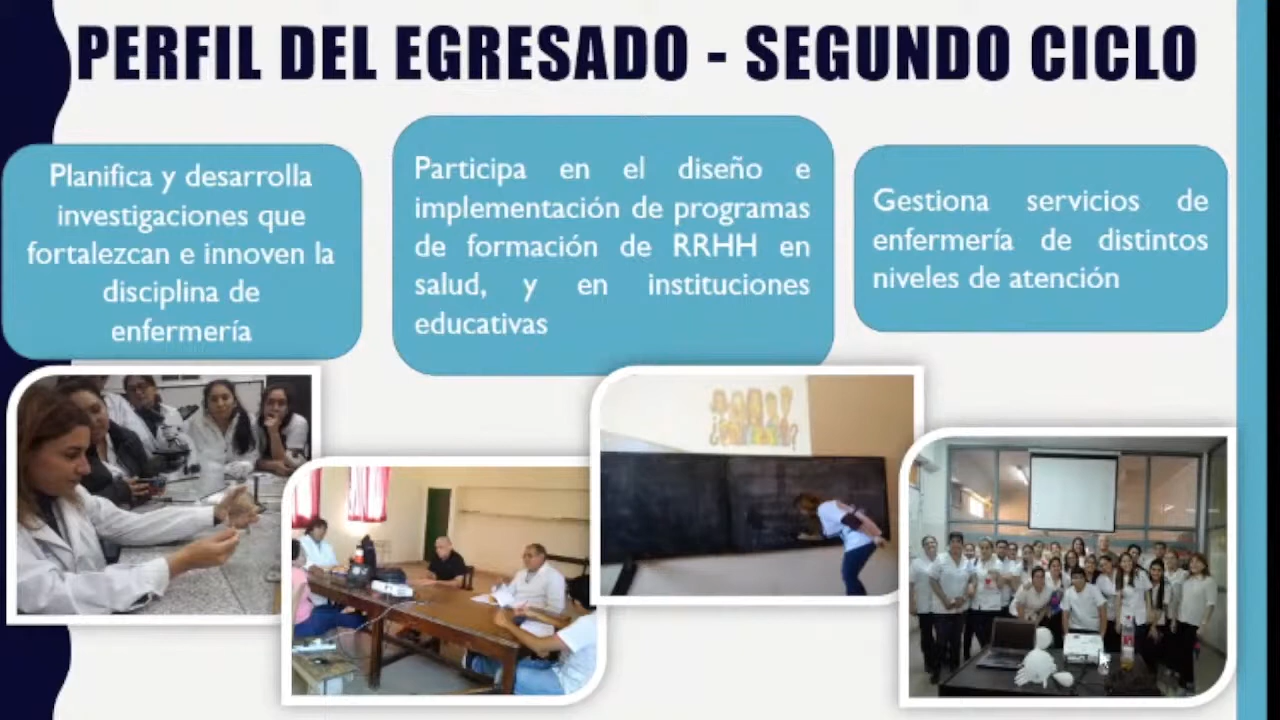 PERFIL DEL EGRESADO - SEGUNDO CICLO
Planifica y desarrolla
investigaciones que
fortalezcan e innoven la
disciplina de
enfermería
Participa en el diseño e
implementación de programas
de formación de RRHH en
salud, y en instituciones
educativas
Gestiona servicios de
enfermería de distintos
niveles de atención